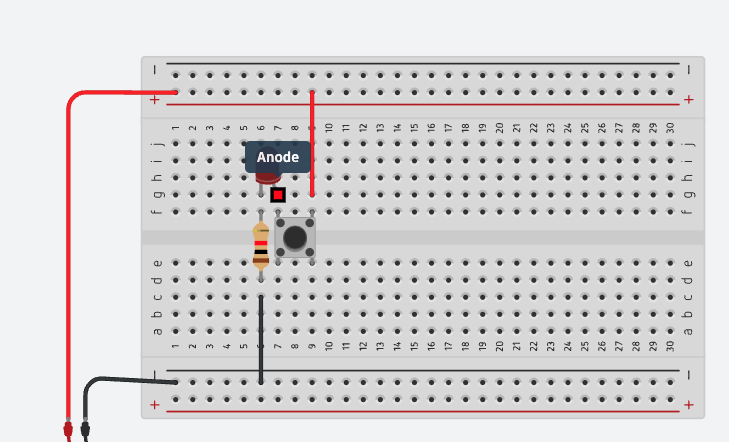 − −
+ +
1 2 3 4 5 6 7 8 9 10 11 12 13 14 15 16 17 18 19 20 21 22 23 24 25 26 27 28 29 30
j j
i i
Anode
h h
g g
f f
e e
d d
c c
b b
a a
1 2 3 4 5 6 7 8 9 10 11 12 13 14 15 16 17 18 19 20 21 22 23 24 25 26 27 28 29 30
− −
+ +